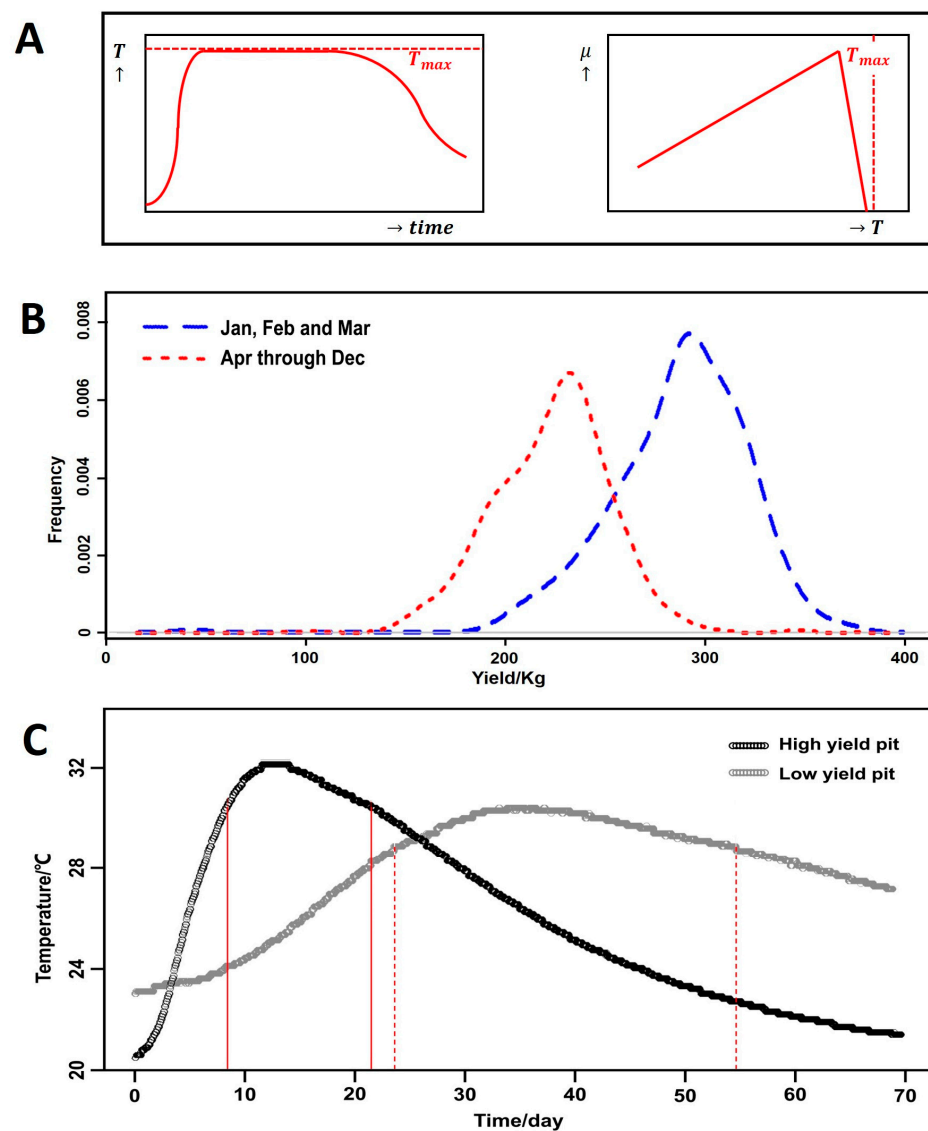 A
T
↑
T_max
→ time
μ
↑
T_max
→ T
B
Jan, Feb and Mar
Apr through Dec
Frequency
0.008
0.006
0.004
0.002
0
0 100 200 300 400
Yield/Kg
C
High yield pit
Low yield pit
Temperature/°C
32
28
24
20
0 10 20 30 40 50 60 70
Time/day